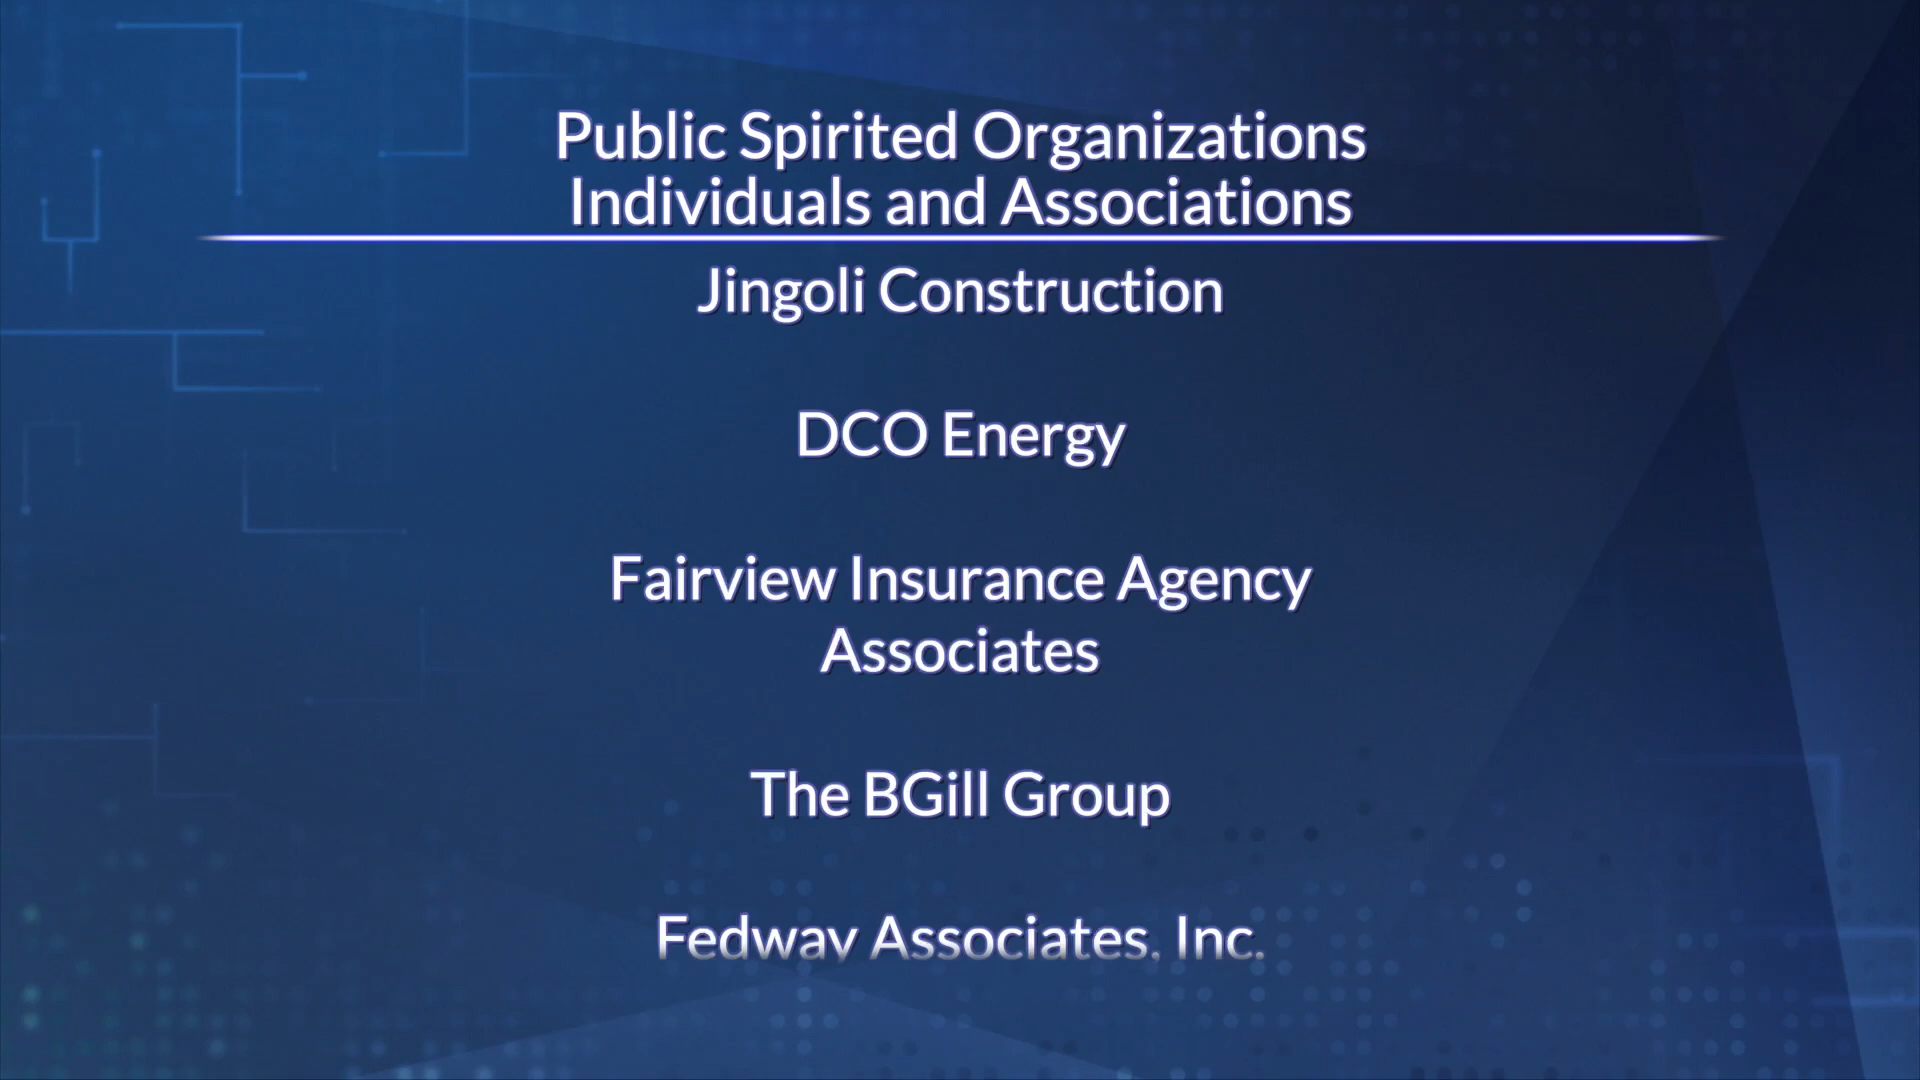 Public Spirited Organizations
Individuals and Associations
Jingoli Construction
DCO Energy
Fairview Insurance Agency
Associates
The BGill Group
Fedway Associates, Inc.